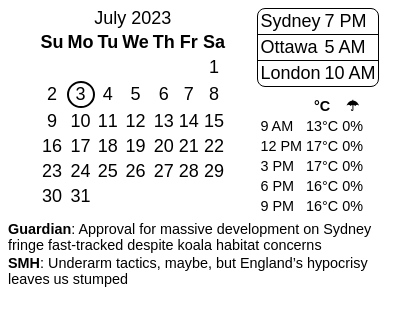 July 2023
Su Mo Tu We Th Fr Sa
1
2 3 4 5 6 7 8
9 10 11 12 13 14 15
16 17 18 19 20 21 22
23 24 25 26 27 28 29
30 31
Sydney 7 PM
Ottawa 5 AM
London 10 AM
°C ☂
9 AM 13°C 0%
12 PM 17°C 0%
3 PM 17°C 0%
6 PM 16°C 0%
9 PM 16°C 0%
Guardian: Approval for massive development on Sydney
fringe fast-tracked despite koala habitat concerns
SMH: Underarm tactics, maybe, but England’s hypocrisy
leaves us stumped